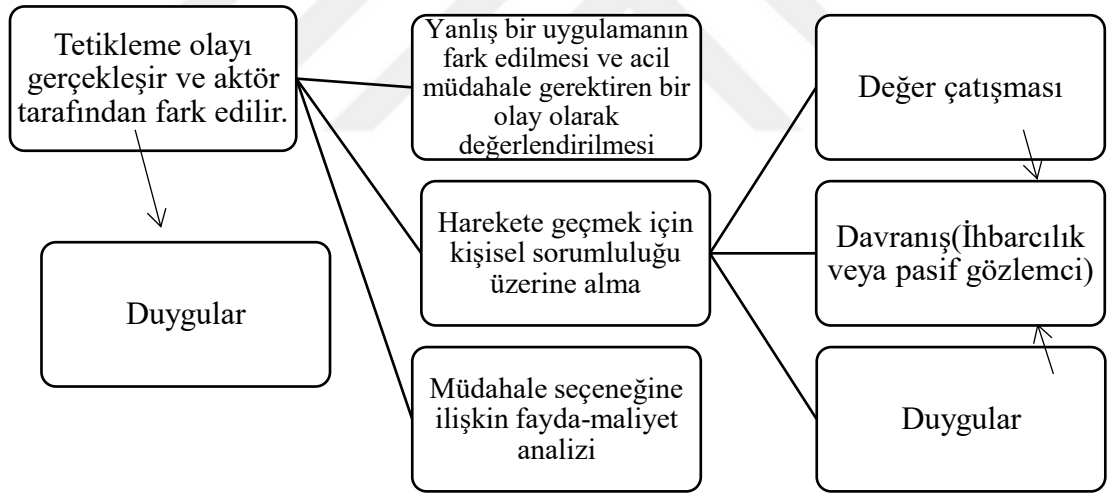 Tetikleme olayı
gerçekleşir ve aktör
tarafından fark edilir.
Duygular
Yanlış bir uygulamanın
fark edilmesi ve acil
müdahale gerektiren bir
olay olarak
değerlendirilmesi
Harekete geçmek için
kişisel sorumluluğu
üzerine alma
Müdahale seçeneğine
ilişkin fayda-maliyet
analizi
Değer çatışması
Davranış(İhbarcılık
veya pasif gözlemci)
Duygular